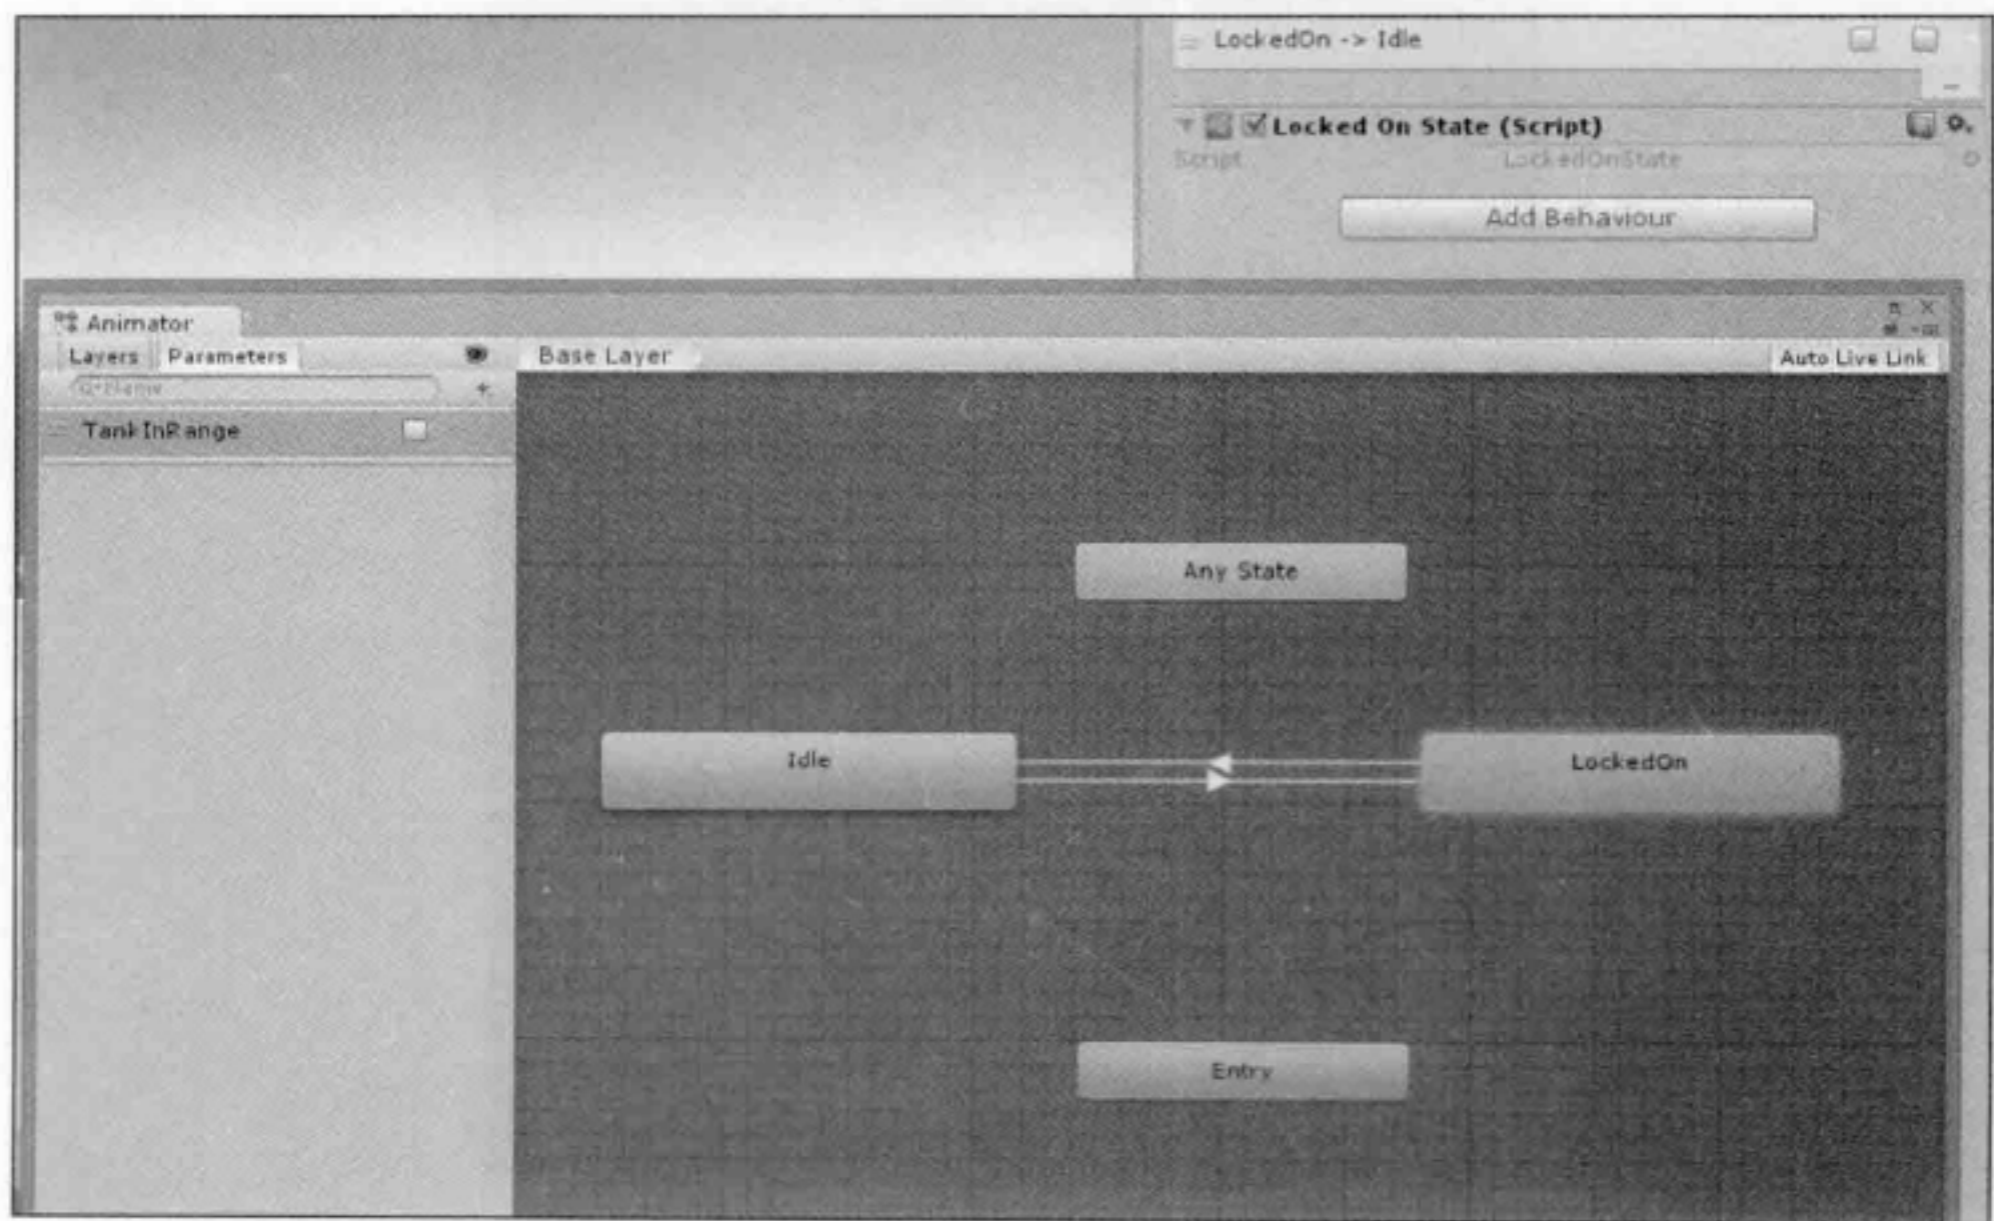 LockedOn -> Idle
Locked On State (Script)
Script LockedOnState
Add Behaviour
Animator
Layers Parameters
Base Layer
Auto Live Link
TankInRange
Any State
Idle
LockedOn
Entry